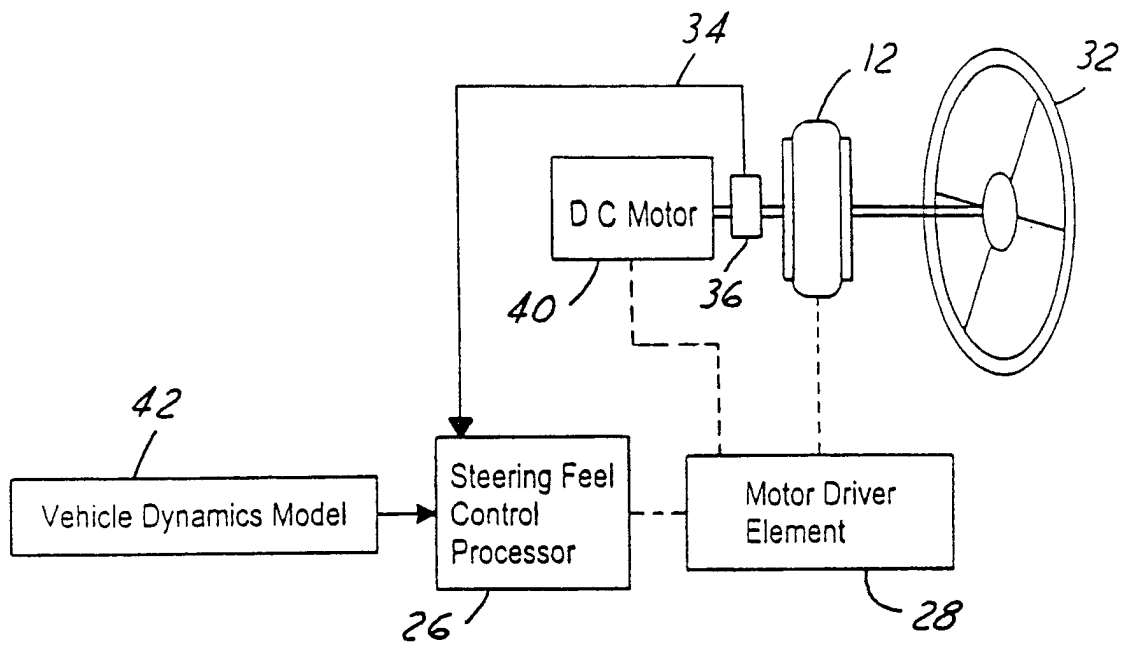 34
12
32
D C Motor
36
40
42
Vehicle Dynamics Model
Steering Feel
Control
Processor
Motor Driver
Element
26
28